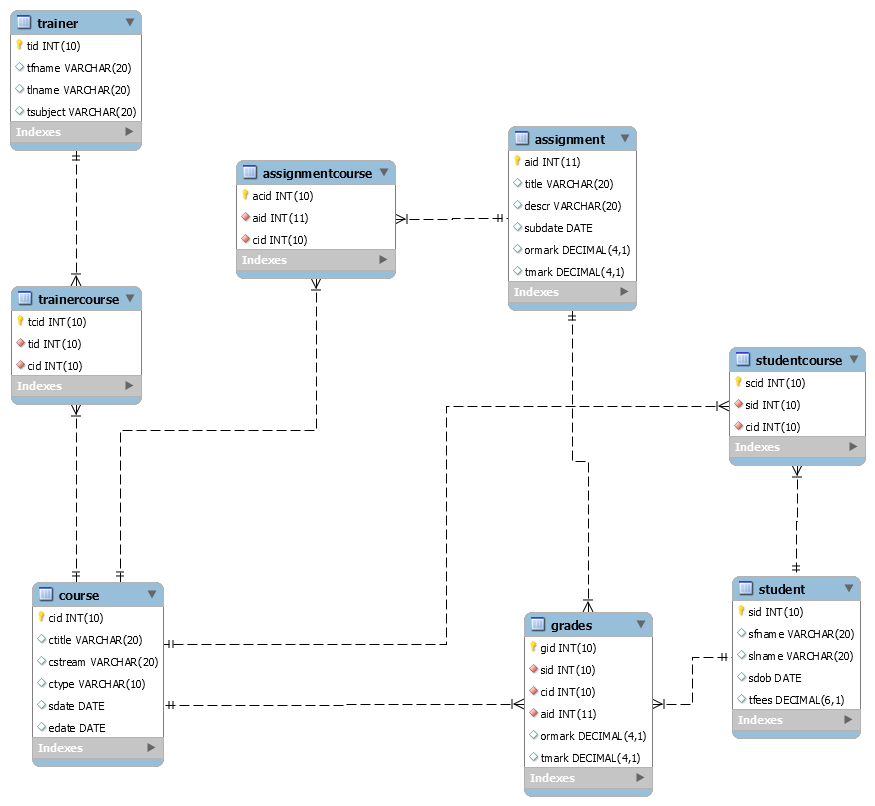 trainer
tid INT(10)
tfname VARCHAR(20)
tlname VARCHAR(20)
tsubject VARCHAR(20)
Indexes
assignmentcourse
acid INT(10)
aid INT(11)
cid INT(10)
Indexes
assignment
aid INT(11)
title VARCHAR(20)
descr VARCHAR(20)
subdate DATE
ormark DECIMAL(4,1)
tmark DECIMAL(4,1)
Indexes
trainercourse
tcid INT(10)
tid INT(10)
cid INT(10)
Indexes
studentcourse
scid INT(10)
sid INT(10)
cid INT(10)
Indexes
course
cid INT(10)
ctitle VARCHAR(20)
cstream VARCHAR(20)
ctype VARCHAR(10)
sdate DATE
edate DATE
Indexes
grades
gid INT(10)
sid INT(10)
cid INT(10)
aid INT(11)
ormark DECIMAL(4,1)
tmark DECIMAL(4,1)
Indexes
student
sid INT(10)
sfname VARCHAR(20)
slname VARCHAR(20)
sdob DATE
tfees DECIMAL(6,1)
Indexes